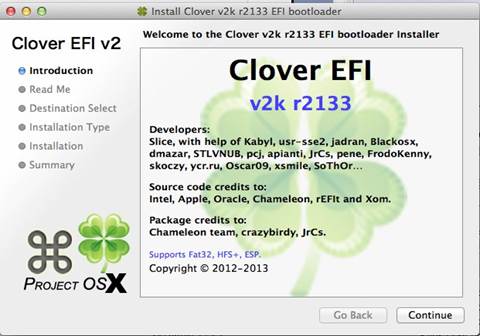 Install Clover v2k r2133 EFI bootloader
Welcome to the Clover v2k r2133 EFI bootloader Installer
Clover EFI v2
Introduction
Read Me
Destination Select
Installation Type
Installation
Summary
PROJECT OSX
Clover EFI
v2k r2133
Developers:
Slice, with help of Kabyl, usr-sse2, jadran, Blackosx,
dmazar, STLVNUB, pcj, apianti, JrCs, pene, FrodoKenny,
skoczy, ycr.ru, Oscar09, xsmile, SoThOr...
Source code credits to:
Intel, Apple, Oracle, Chameleon, rEFIt and Xom.
Package credits to:
Chameleon team, crazybirdy, JrCs.
Supports Fat32, HFS+, ESP.
Copyright © 2012-2013
Go Back
Continue